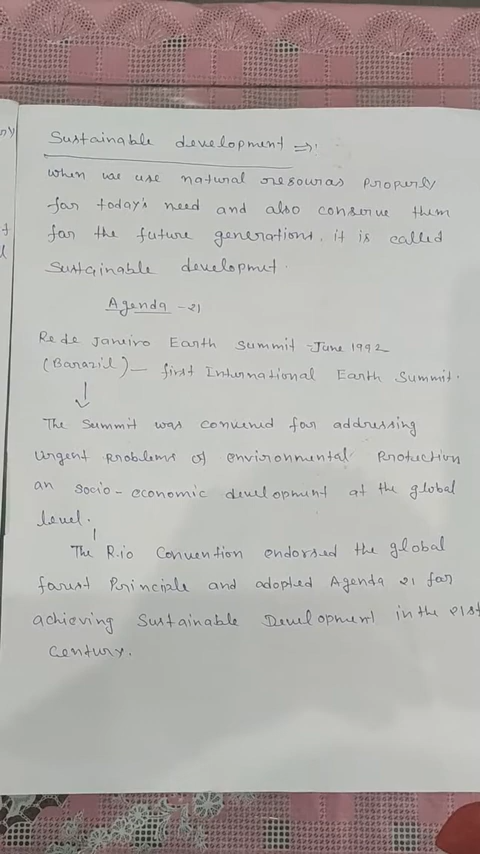 Sustainable development ⇒
when we use natural resouras properly
for today's need and also conserve them
for the future generations. it is called
Sustainable developmet.
Agenda - 21
Re de Janeiro Earth Summit - June 1992
(Barazil) - first International Earth Summit.
The Summit was convened for addressing
urgent problems of environmental Protection
an socio-economic development at the global
level.
The R.io Convention endorsed the global
forest Principle and adopted Agenda 21 for
achieving Sustainable Development in the 21st
Century.